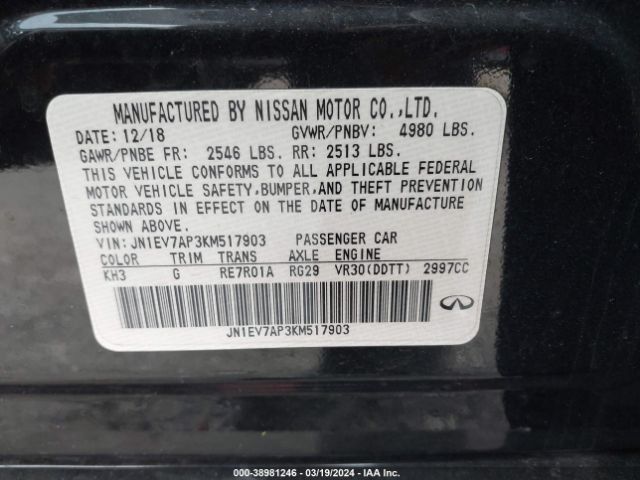 MANUFACTURED BY NISSAN MOTOR CO.,LTD.
DATE: 12/18 GVWR/PNBV: 4980 LBS.
GAWR/PNBE FR: 2546 LBS. RR: 2513 LBS.
THIS VEHICLE CONFORMS TO ALL APPLICABLE FEDERAL
MOTOR VEHICLE SAFETY,BUMPER,AND THEFT PREVENTION
STANDARDS IN EFFECT ON THE DATE OF MANUFACTURE
SHOWN ABOVE.
VIN: JN1EV7AP3KM517903 PASSENGER CAR
COLOR TRIM TRANS AXLE ENGINE
KH3 G RE7R01A RG29 VR30(DDTT) 2997CC
JN1EV7AP3KM517903
000-38981246 - 03/19/2024 - IAA Inc.